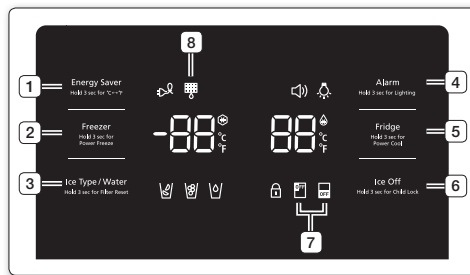 8
1
Energy Saver
Hold 3 sec for °C↔°F
Alarm
Hold 3 sec for Lighting
4
2
Freezer
Hold 3 sec for
Power Freeze
-88
°C
°F
88
°C
°F
Fridge
Hold 3 sec for
Power Cool
5
3
Ice Type / Water
Hold 3 sec for Filter Reset
OFF
OFF
Ice Off
Hold 3 sec for Child Lock
6
7